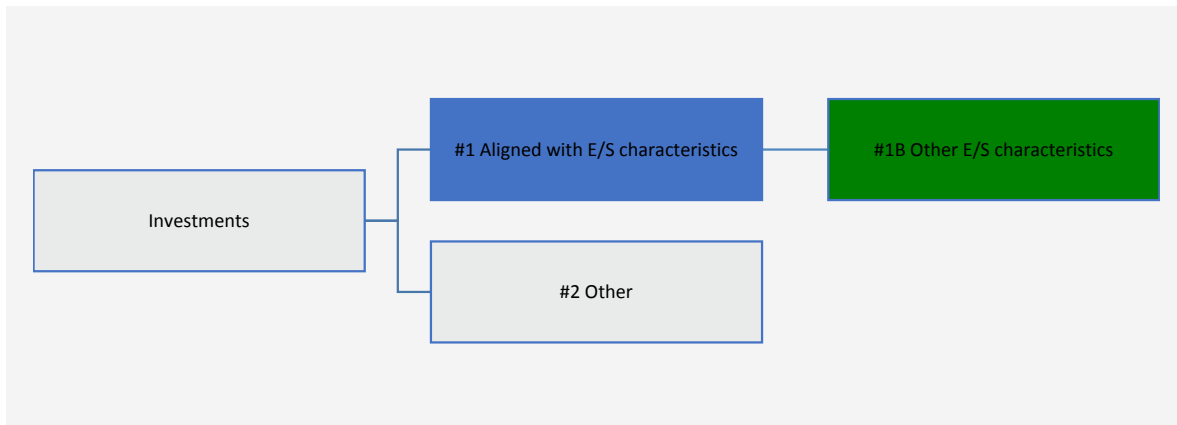 #1 Aligned with E/S characteristics
#1B Other E/S characteristics
Investments
#2 Other